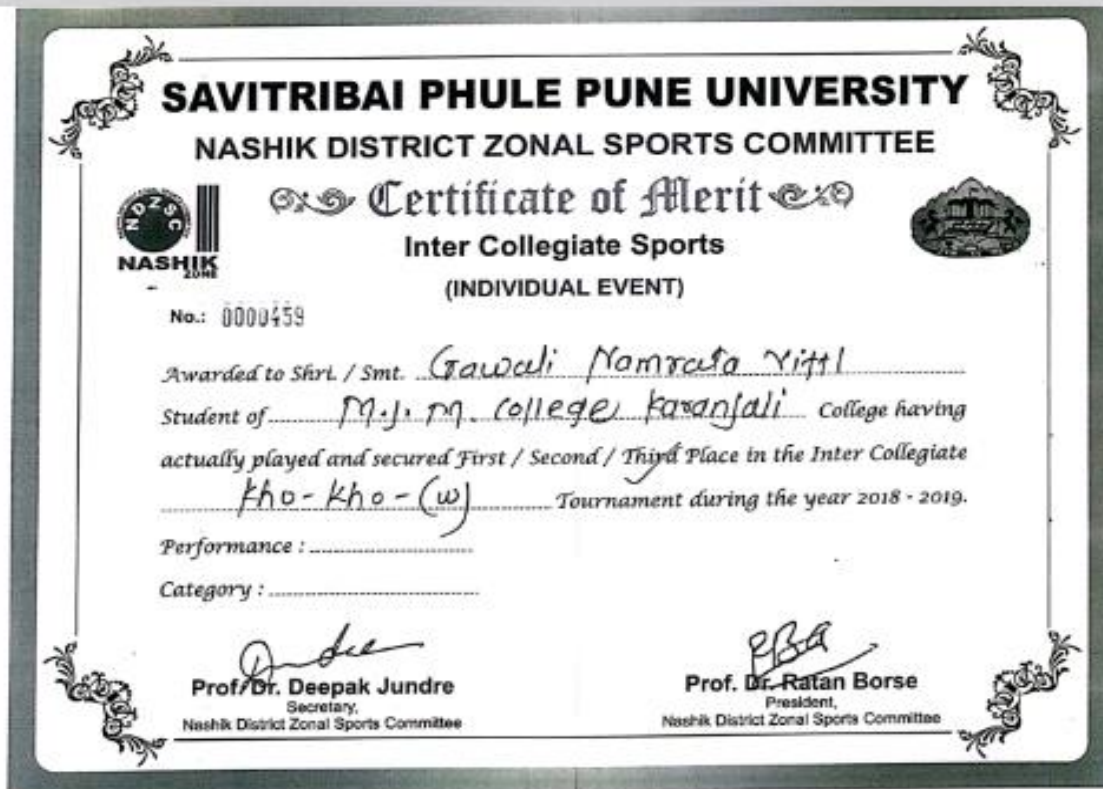 SAVITRIBAI PHULE PUNE UNIVERSITY
NASHIK DISTRICT ZONAL SPORTS COMMITTEE
Certificate of Merit
NDZSC
NASHIK
ZONE
Inter Collegiate Sports
(INDIVIDUAL EVENT)
No.: 0000459
Awarded to Shri. / Smt. Gawali Namrata Vittl
Student of M.J.M. College Karanjali College having
actually played and secured First / Second / Third Place in the Inter Collegiate
Kho-Kho-(w) Tournament during the year 2018 - 2019.
Performance :
Category :
Prof. Dr. Deepak Jundre
Secretary,
Nashik District Zonal Sports Committee
Prof. Dr. Ratan Borse
President,
Nashik District Zonal Sports Committee